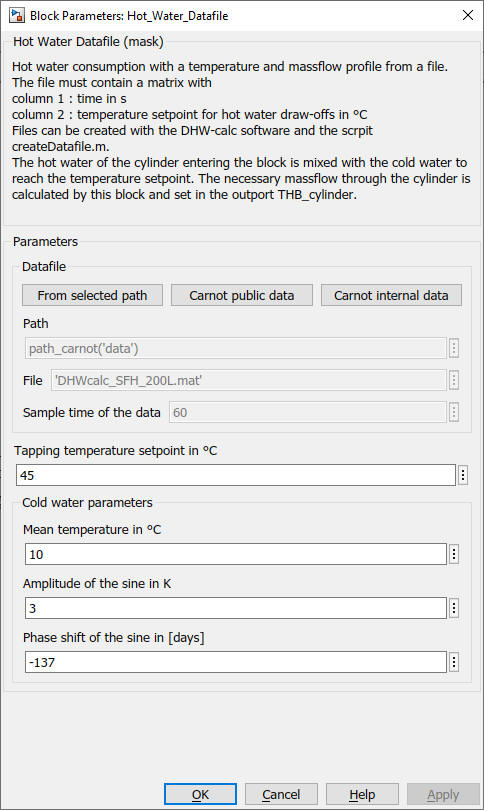 Block Parameters: Hot_Water_Datafile
Hot Water Datafile (mask)
Hot water consumption with a temperature and massflow profile from a file.
The file must contain a matrix with
column 1 : time in s
column 2 : temperature setpoint for hot water draw-offs in ºC
Files can be created with the DHW-calc software and the scrpit
createDatafile.m.
The hot water of the cylinder entering the block is mixed with the cold water to
reach the temperature setpoint. The necessary massflow through the cylinder is
calculated by this block and set in the outport THB_cylinder.
Parameters
Datafile
From selected path Carnot public data Carnot internal data
Path
path_carnot('data')
File 'DHWcalc_SFH_200L.mat'
Sample time of the data 60
Tapping temperature setpoint in ºC
45
Cold water parameters
Mean temperature in ºC
10
Amplitude of the sine in K
3
Phase shift of the sine in [days]
-137
OK Cancel Help Apply